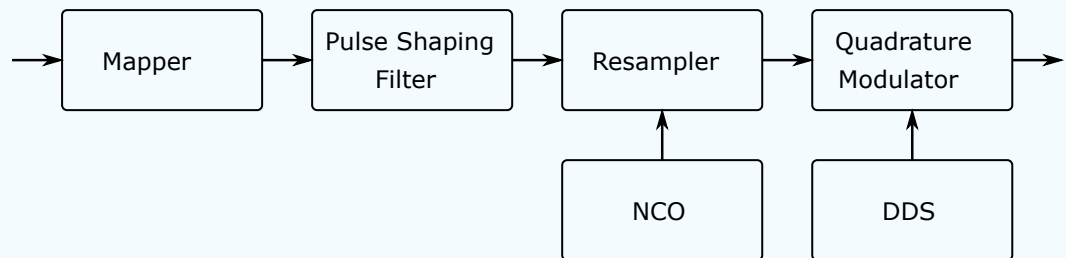 Mapper
Pulse Shaping
Filter
Resampler
Quadrature
Modulator
NCO
DDS